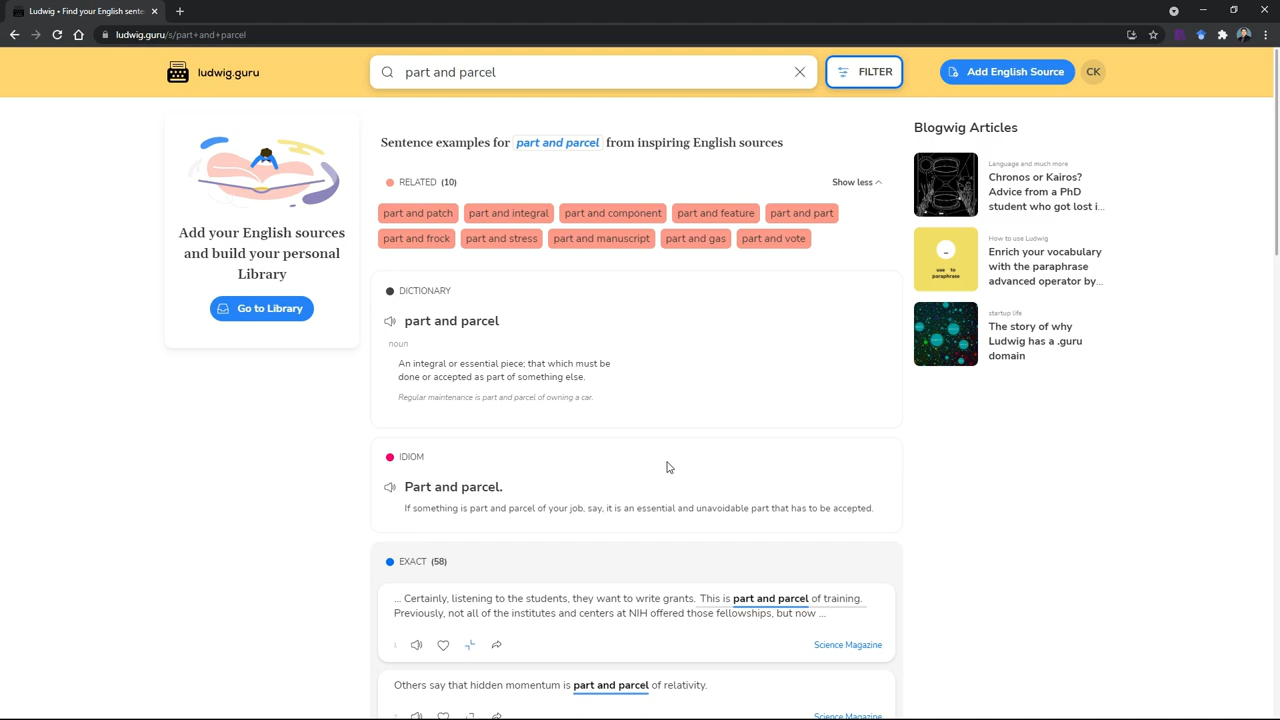 Ludwig • Find your English sente
ludwig.guru/s/part+and+parcel
ludwig.guru
part and parcel
FILTER
Add English Source
CK
Add your English sources
and build your personal
Library
Go to Library
Sentence examples for part and parcel from inspiring English sources
RELATED (10)
Show less
part and patch
part and integral
part and component
part and feature
part and part
part and frock
part and stress
part and manuscript
part and gas
part and vote
DICTIONARY
part and parcel
noun
An integral or essential piece; that which must be
done or accepted as part of something else.
Regular maintenance is part and parcel of owning a car.
IDIOM
Part and parcel.
If something is part and parcel of your job, say, it is an essential and unavoidable part that has to be accepted.
EXACT (58)
... Certainly, listening to the students, they want to write grants. This is part and parcel of training.
Previously, not all of the institutes and centers at NIH offered those fellowships, but now ...
Science Magazine
Others say that hidden momentum is part and parcel of relativity.
Science Magazine
Blogwig Articles
Language and much more
Chronos or Kairos?
Advice from a PhD
student who got lost i...
use to
paraphrase
How to use Ludwig
Enrich your vocabulary
with the paraphrase
advanced operator by...
startup life
The story of why
Ludwig has a .guru
domain